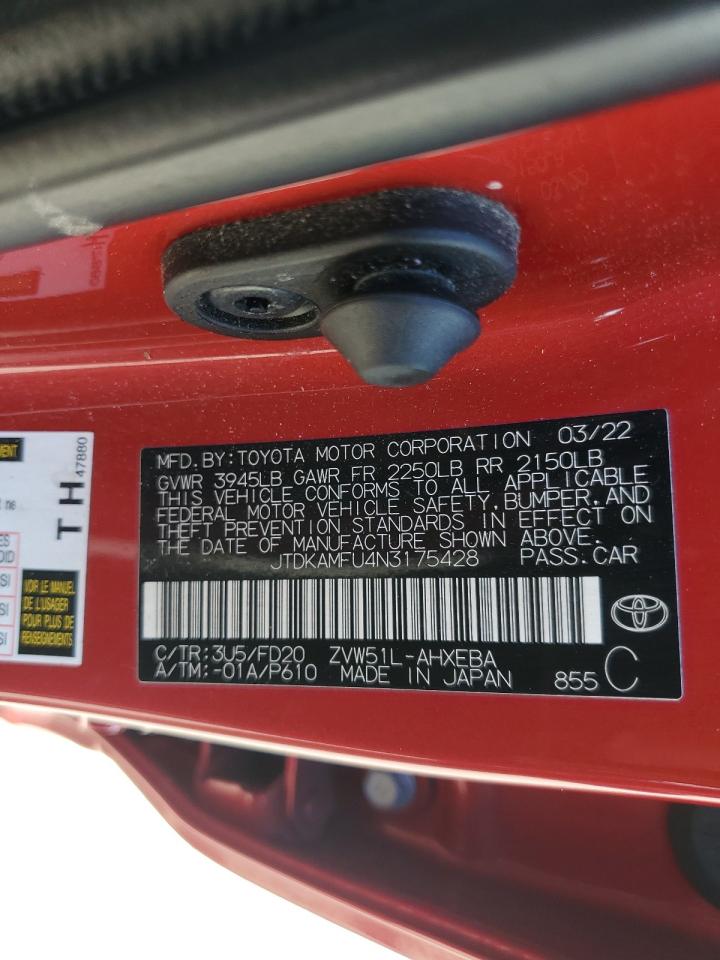 MFD.BY:TOYOTA MOTOR CORPORATION 03/22
GVWR 3945LB GAWR FR 2250LB RR 2150LB
THIS VEHICLE CONFORMS TO ALL APPLICABLE
FEDERAL MOTOR VEHICLE SAFETY,BUMPER,AND
THEFT PREVENTION STANDARDS IN EFFECT ON
THE DATE OF MANUFACTURE SHOWN ABOVE.
JTDKAMFU4N3175428 PASS.CAR
C/TR:3U5/FD20 ZVW51L-AHXEBA
A/TM:-01A/P610 MADE IN JAPAN 855 C
TH 47880
VOIR LE MANUEL
DE L'USAGER
POUR PLUS DE
RENSEIGNEMENTS